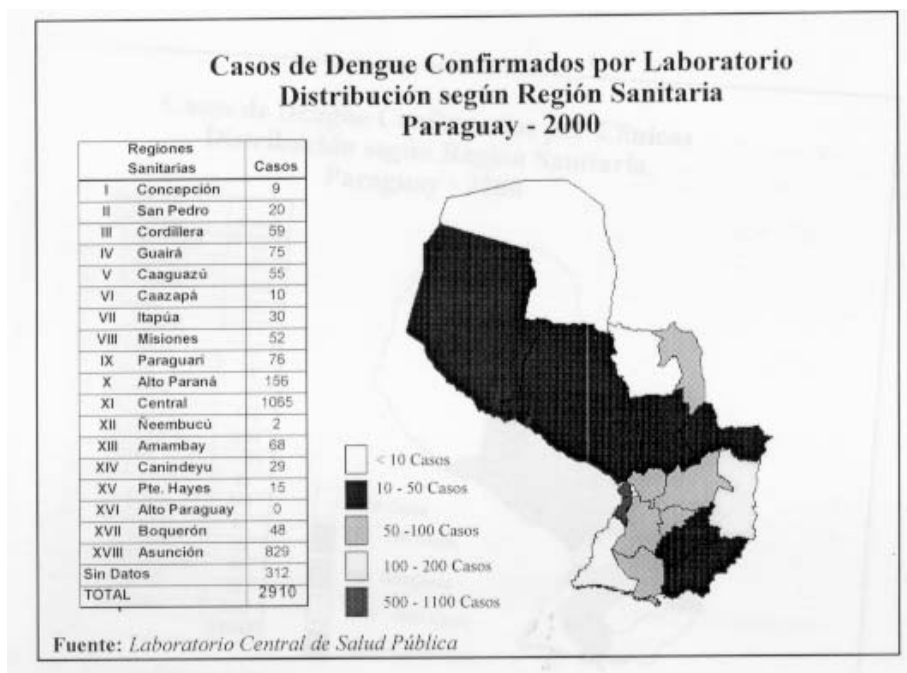 Casos de Dengue Confirmados por Laboratorio
Distribución según Región Sanitaria
Paraguay - 2000
Regiones Sanitarias Casos
I Concepción 9
II San Pedro 20
III Cordillera 59
IV Guairá 75
V Caaguazú 55
VI Caazapá 10
VII Itapúa 30
VIII Misiones 52
IX Paraguari 76
X Alto Paraná 156
XI Central 1065
XII Ñeembucú 2
XIII Amambay 68
XIV Canindeyu 29
XV Pte. Hayes 15
XVI Alto Paraguay 0
XVII Boquerón 48
XVIII Asunción 829
Sin Datos 312
TOTAL 2910
< 10 Casos
10 - 50 Casos
50 -100 Casos
100 - 200 Casos
500 - 1100 Casos
Fuente: Laboratorio Central de Salud Pública